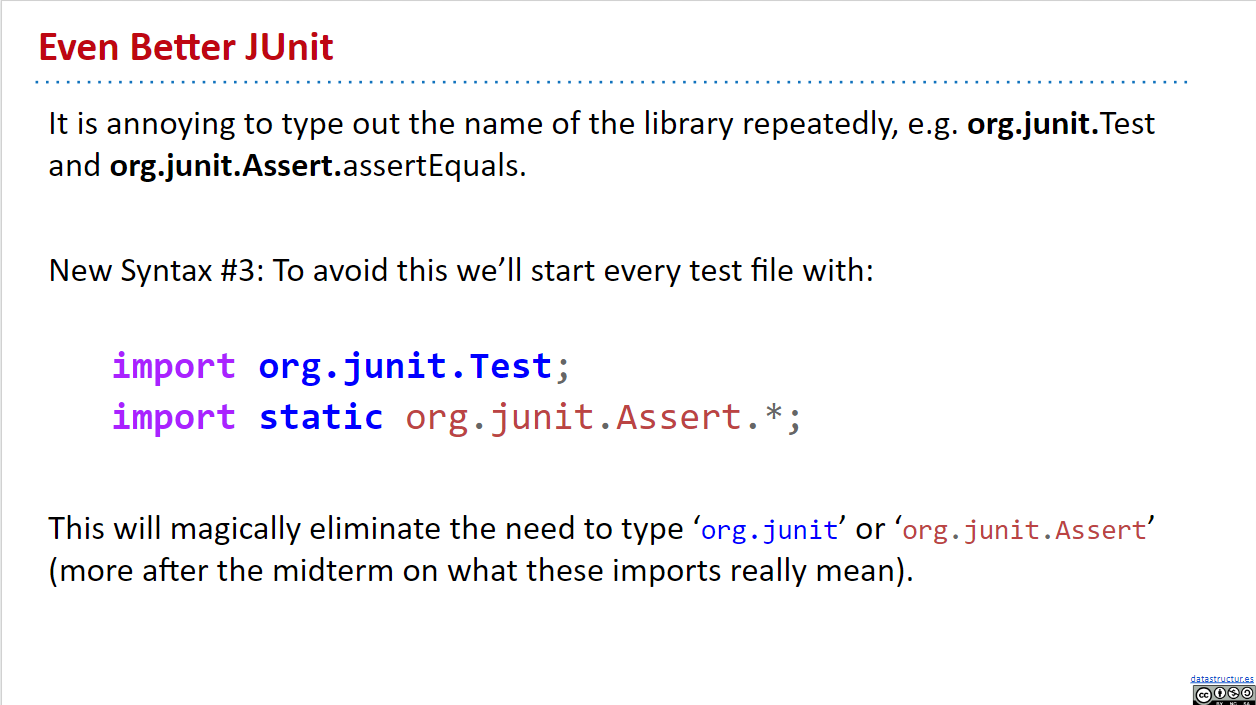 Even Better JUnit
It is annoying to type out the name of the library repeatedly, e.g. org.junit.Test
and org.junit.Assert.assertEquals.
New Syntax #3: To avoid this we’ll start every test file with:
import org.junit.Test;
import static org.junit.Assert.*;
This will magically eliminate the need to type ‘org.junit’ or ‘org.junit.Assert’
(more after the midterm on what these imports really mean).
datastructur.es
cc
BY NC SA